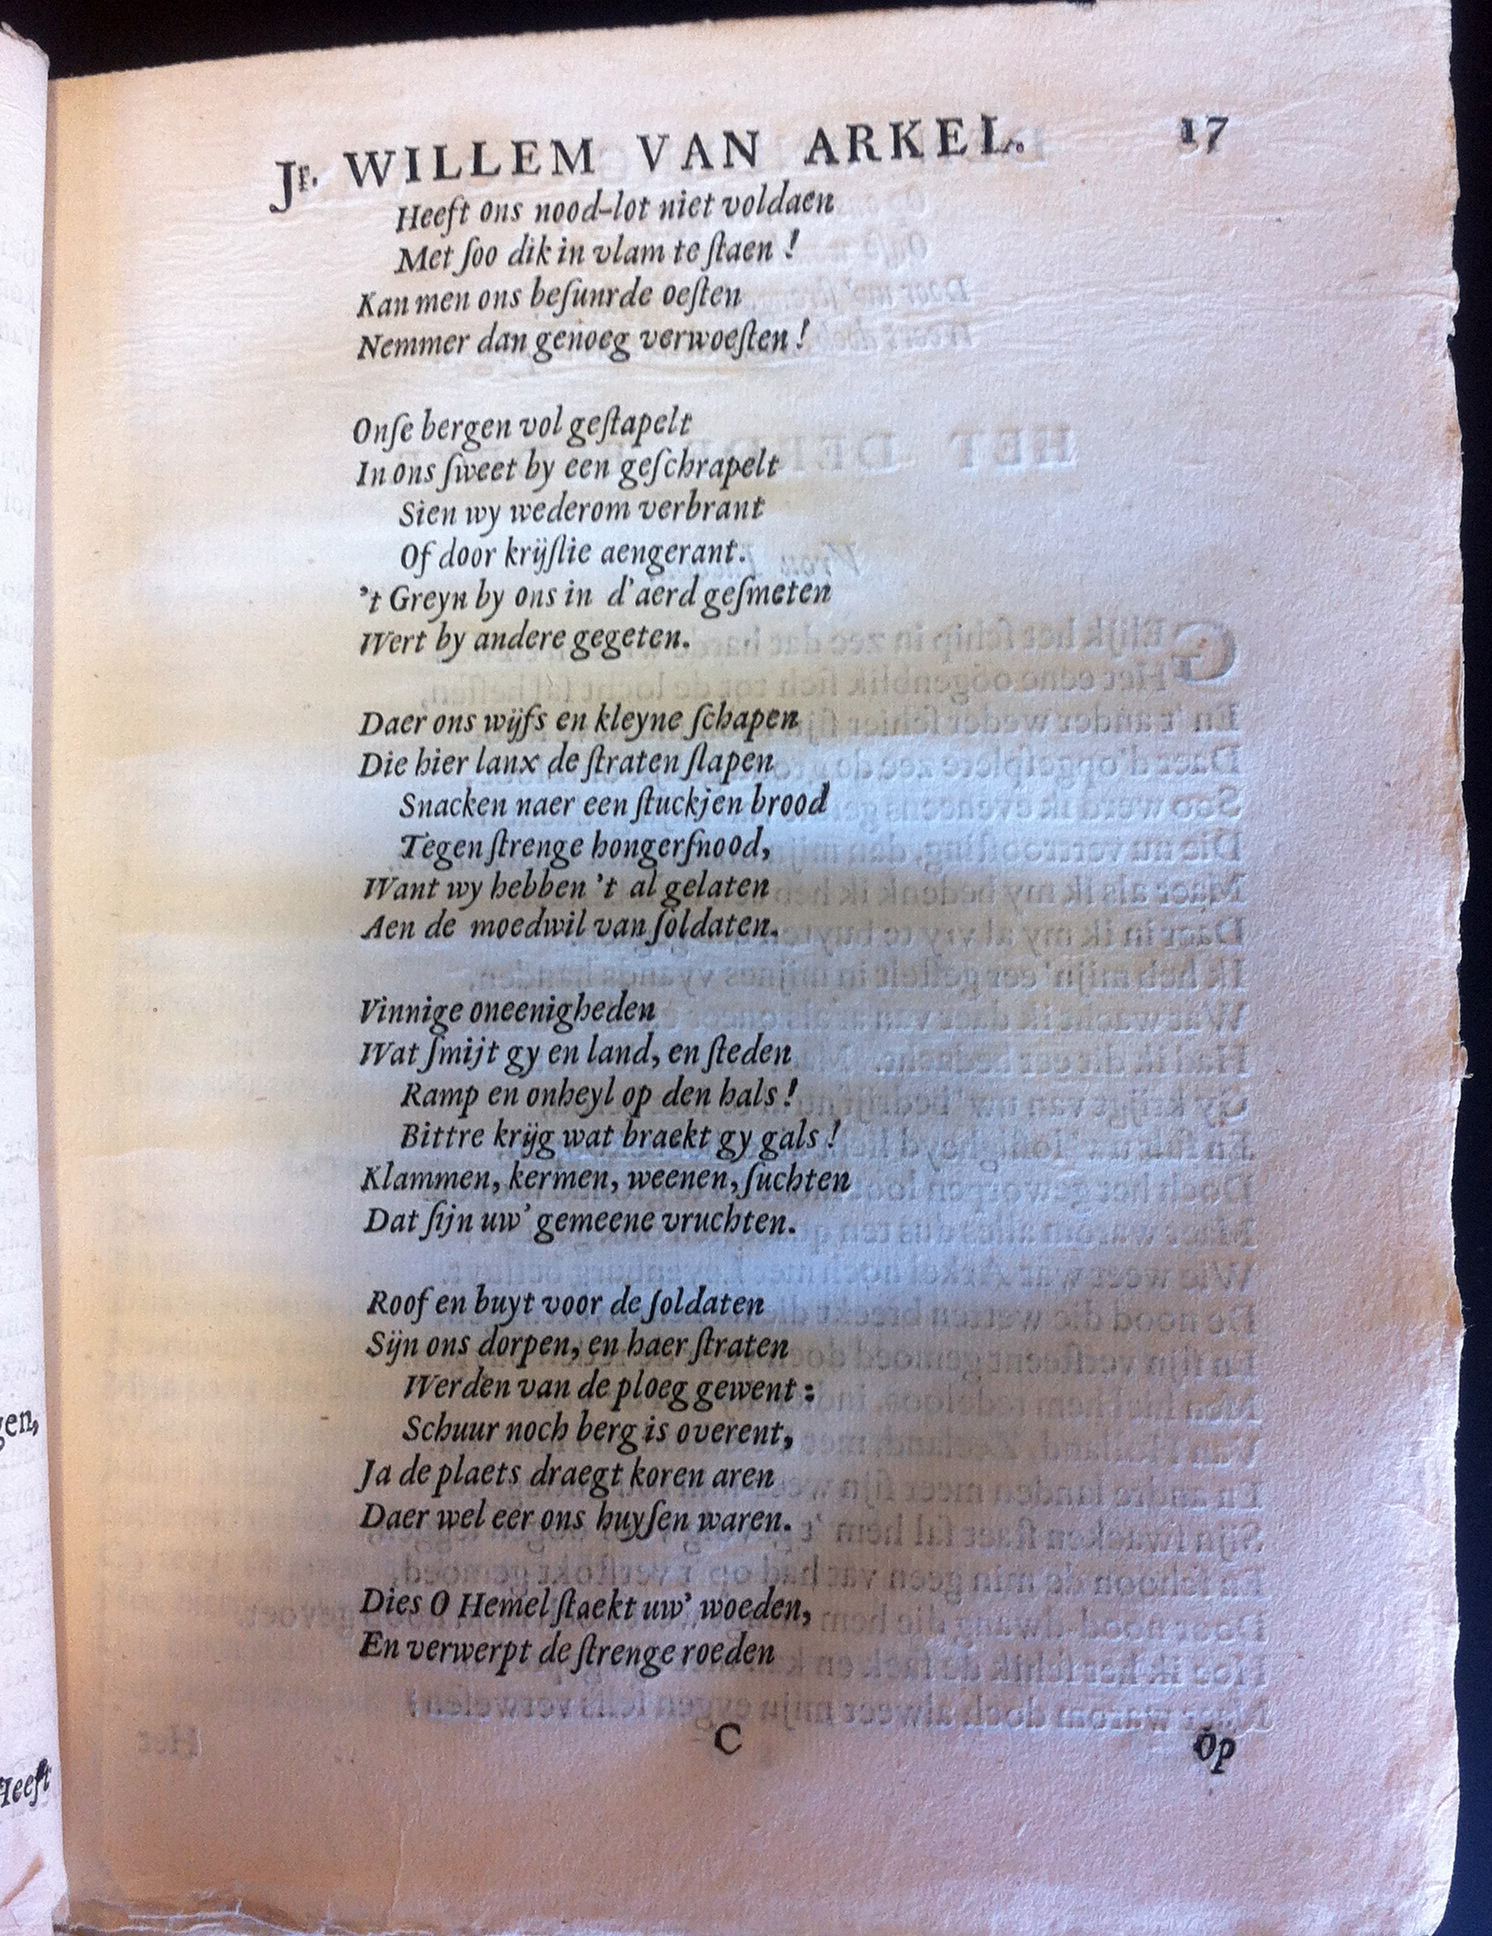 Jr. WILLEM VAN ARKEL. 17
Heeft ons nood-lot niet voldaen
Met ſoo dik in vlam te ſtaen !
Kan men ons beſunrde oeſten
Nemmer dan genoeg verwoeſten !
Onſe bergen vol geſtapelt
In ons ſweet by een geſchrapelt
Sien wy wederom verbrant
Of door krijſlie aengerant.
't Greyn by ons in d'aerd geſmeten
Wert by andere gegeten.
Daer ons wijfs en kleyne ſchapen
Die hier lanx de ſtraten ſlapen
Snacken naer een ſtuckjen brood
Tegen ſtrenge hongerſnood,
Want wy hebben 't al gelaten
Aen de moedwil van ſoldaten.
Vinnige oneenigheden
Wat ſmijt gy en land, en ſteden
Ramp en onheyl op den hals !
Bittre krijg wat braekt gy gals !
Klammen, kermen, weenen, ſuchten
Dat ſijn uw' gemeene vruchten.
Roof en buyt voor de ſoldaten
Sijn ons dorpen, en haer ſtraten
Werden van de ploeg gewent :
Schuur noch berg is overent,
Ja de plaets draegt koren aren
Daer wel eer ons huyſen waren.
Dies O Hemel ſtaekt uw' woeden,
En verwerpt de ſtrenge roeden
C Op
gen,
Heeft